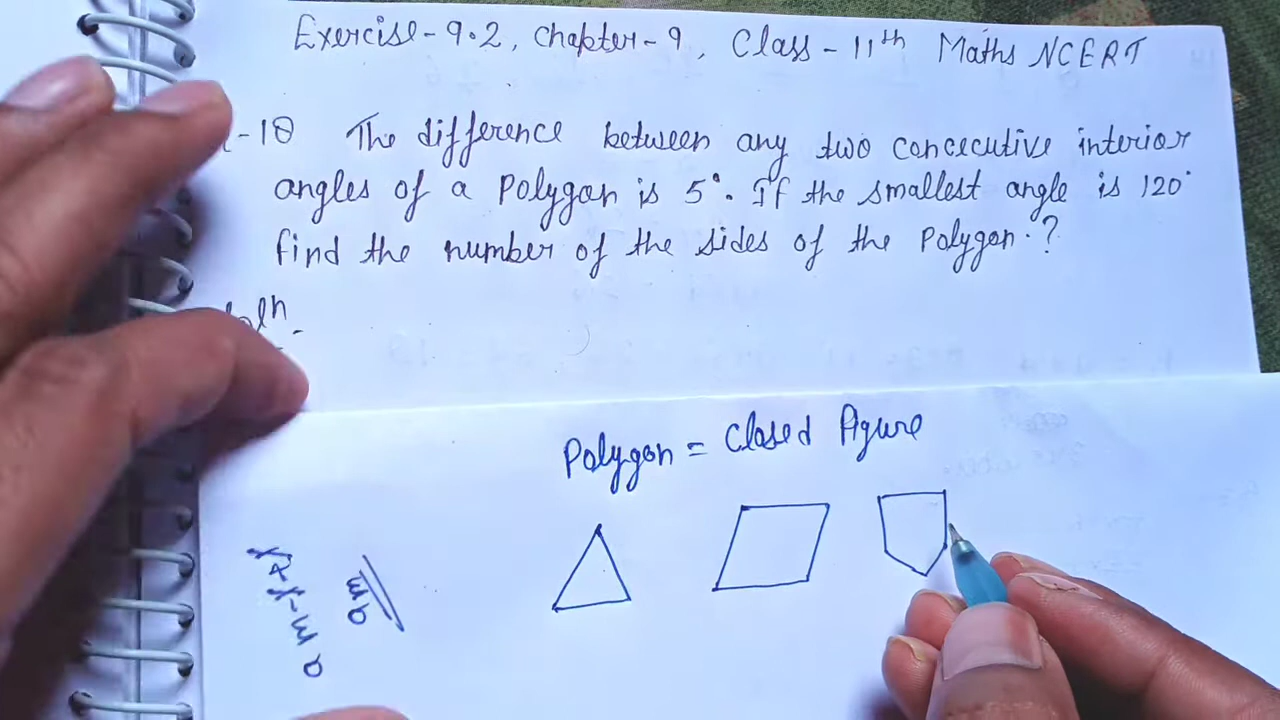 Exercise - 9.2, Chapter - 9, Class - 11th Maths NCERT
-18 The difference between any two concecutive interior
angles of a Polygon is 5°. If the smallest angle is 120°
find the number of the sides of the Polygon.?
Polygon = Closed Figure